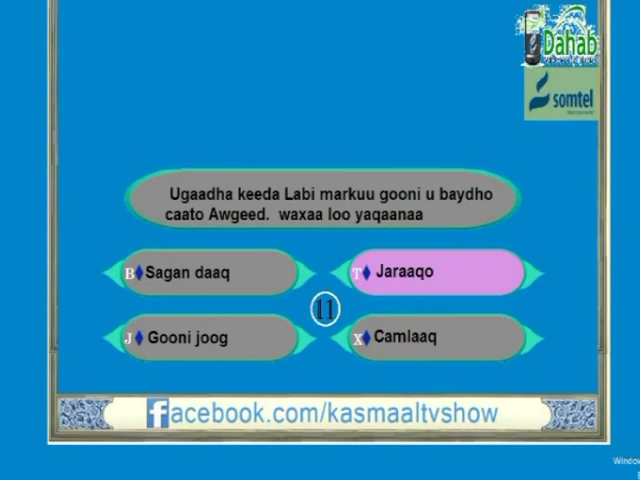 Dahab
somtel
Ugaadha keeda Labi markuu gooni u baydho
caato Awgeed. waxaa loo yaqaanaa
B Sagan daaq
T Jaraaqo
11
J Gooni joog
X Camlaaq
facebook.com/kasmaaltvshow
Window